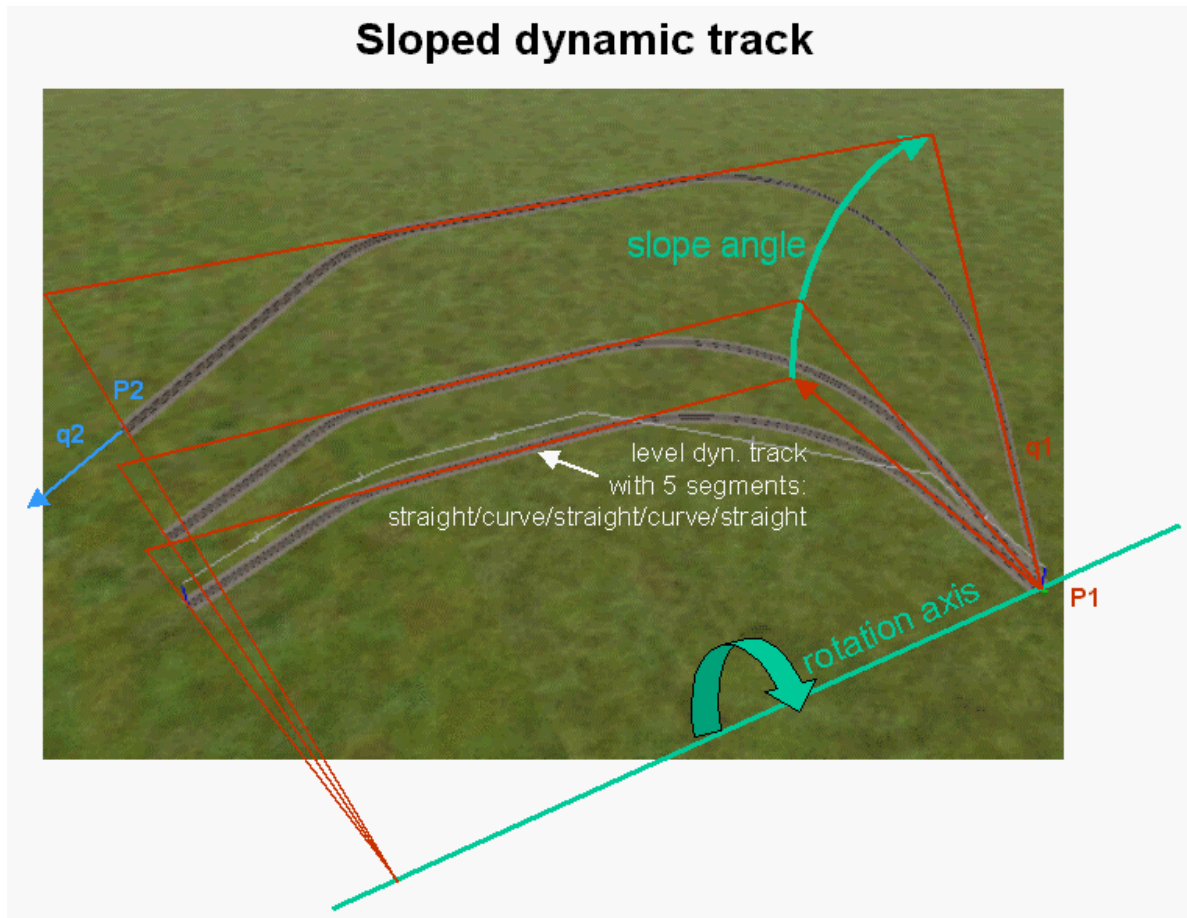 Sloped dynamic track
slope angle
P2
q2
q1
level dyn. track
with 5 segments:
straight/curve/straight/curve/straight
P1
rotation axis